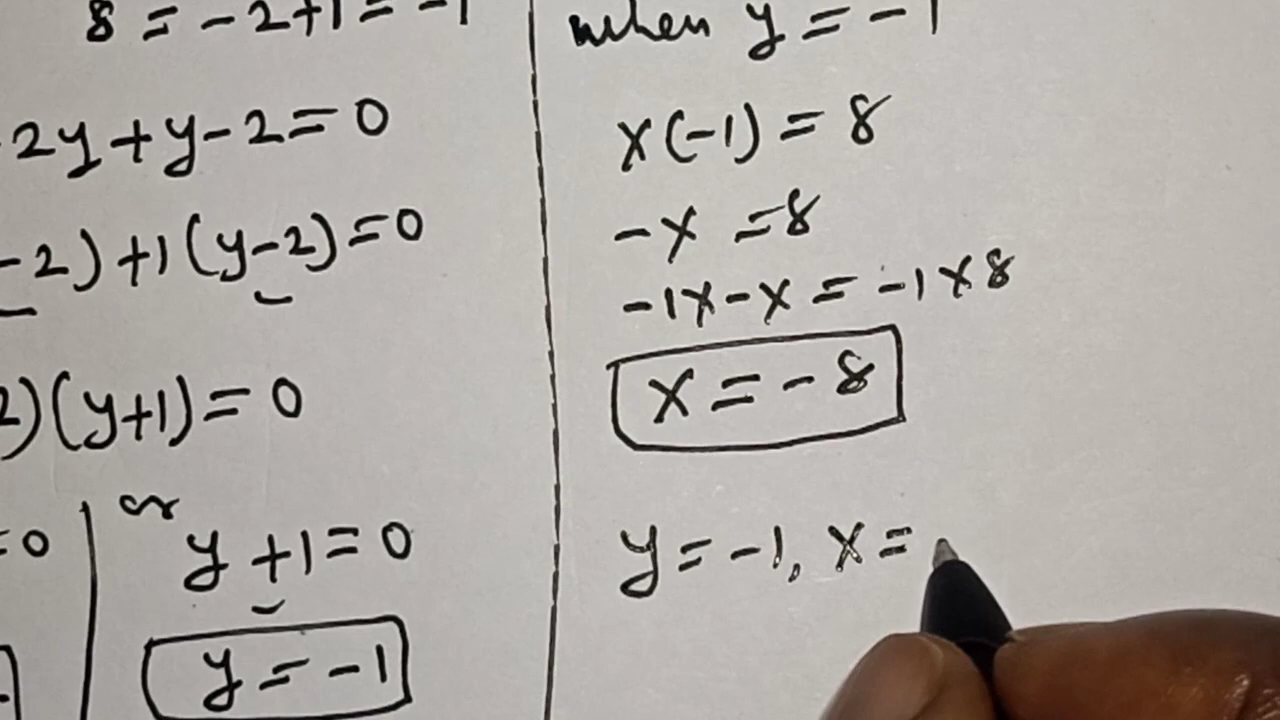 8 = -2+1 = -1
2y + y - 2 = 0
-2) +1(y-2) = 0
2)(y+1) = 0
=0
or
y + 1 = 0
y = -1
when y = -1
x(-1) = 8
-x = 8
-1x-x = -1x8
x = -8
y = -1, x =